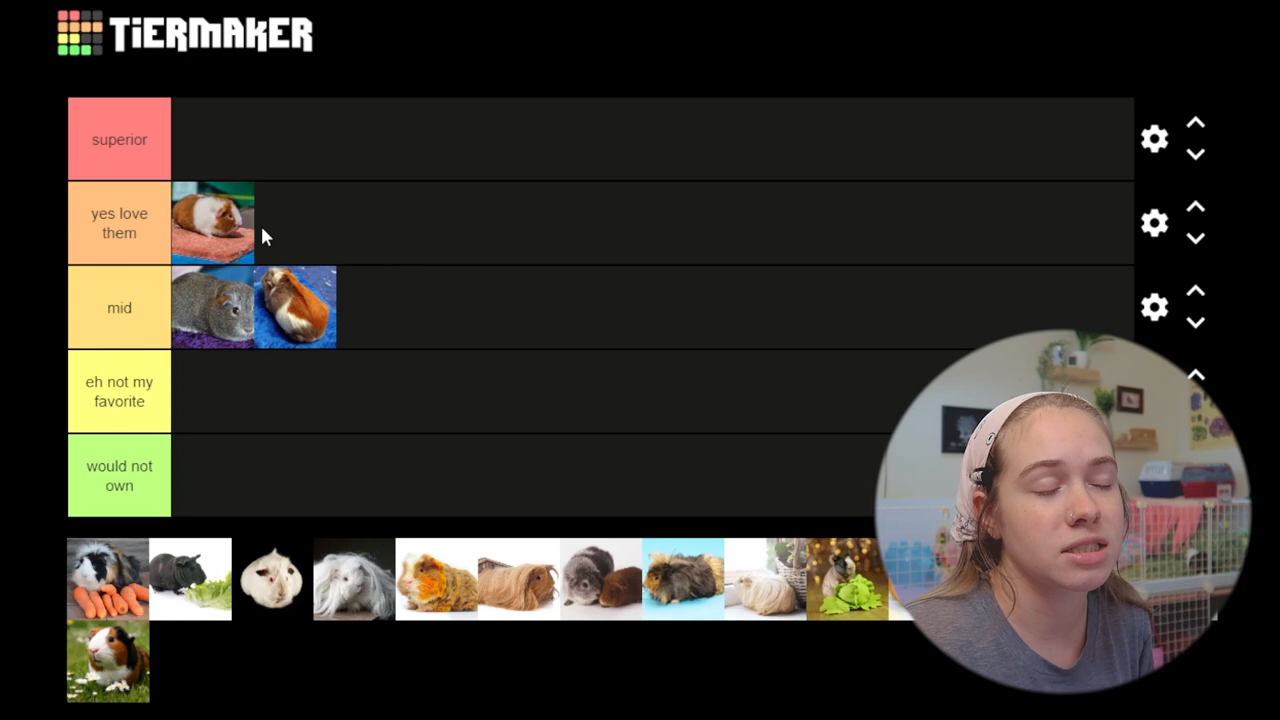 TiERMAKER
superior
yes love
them
mid
eh not my
favorite
would not
own